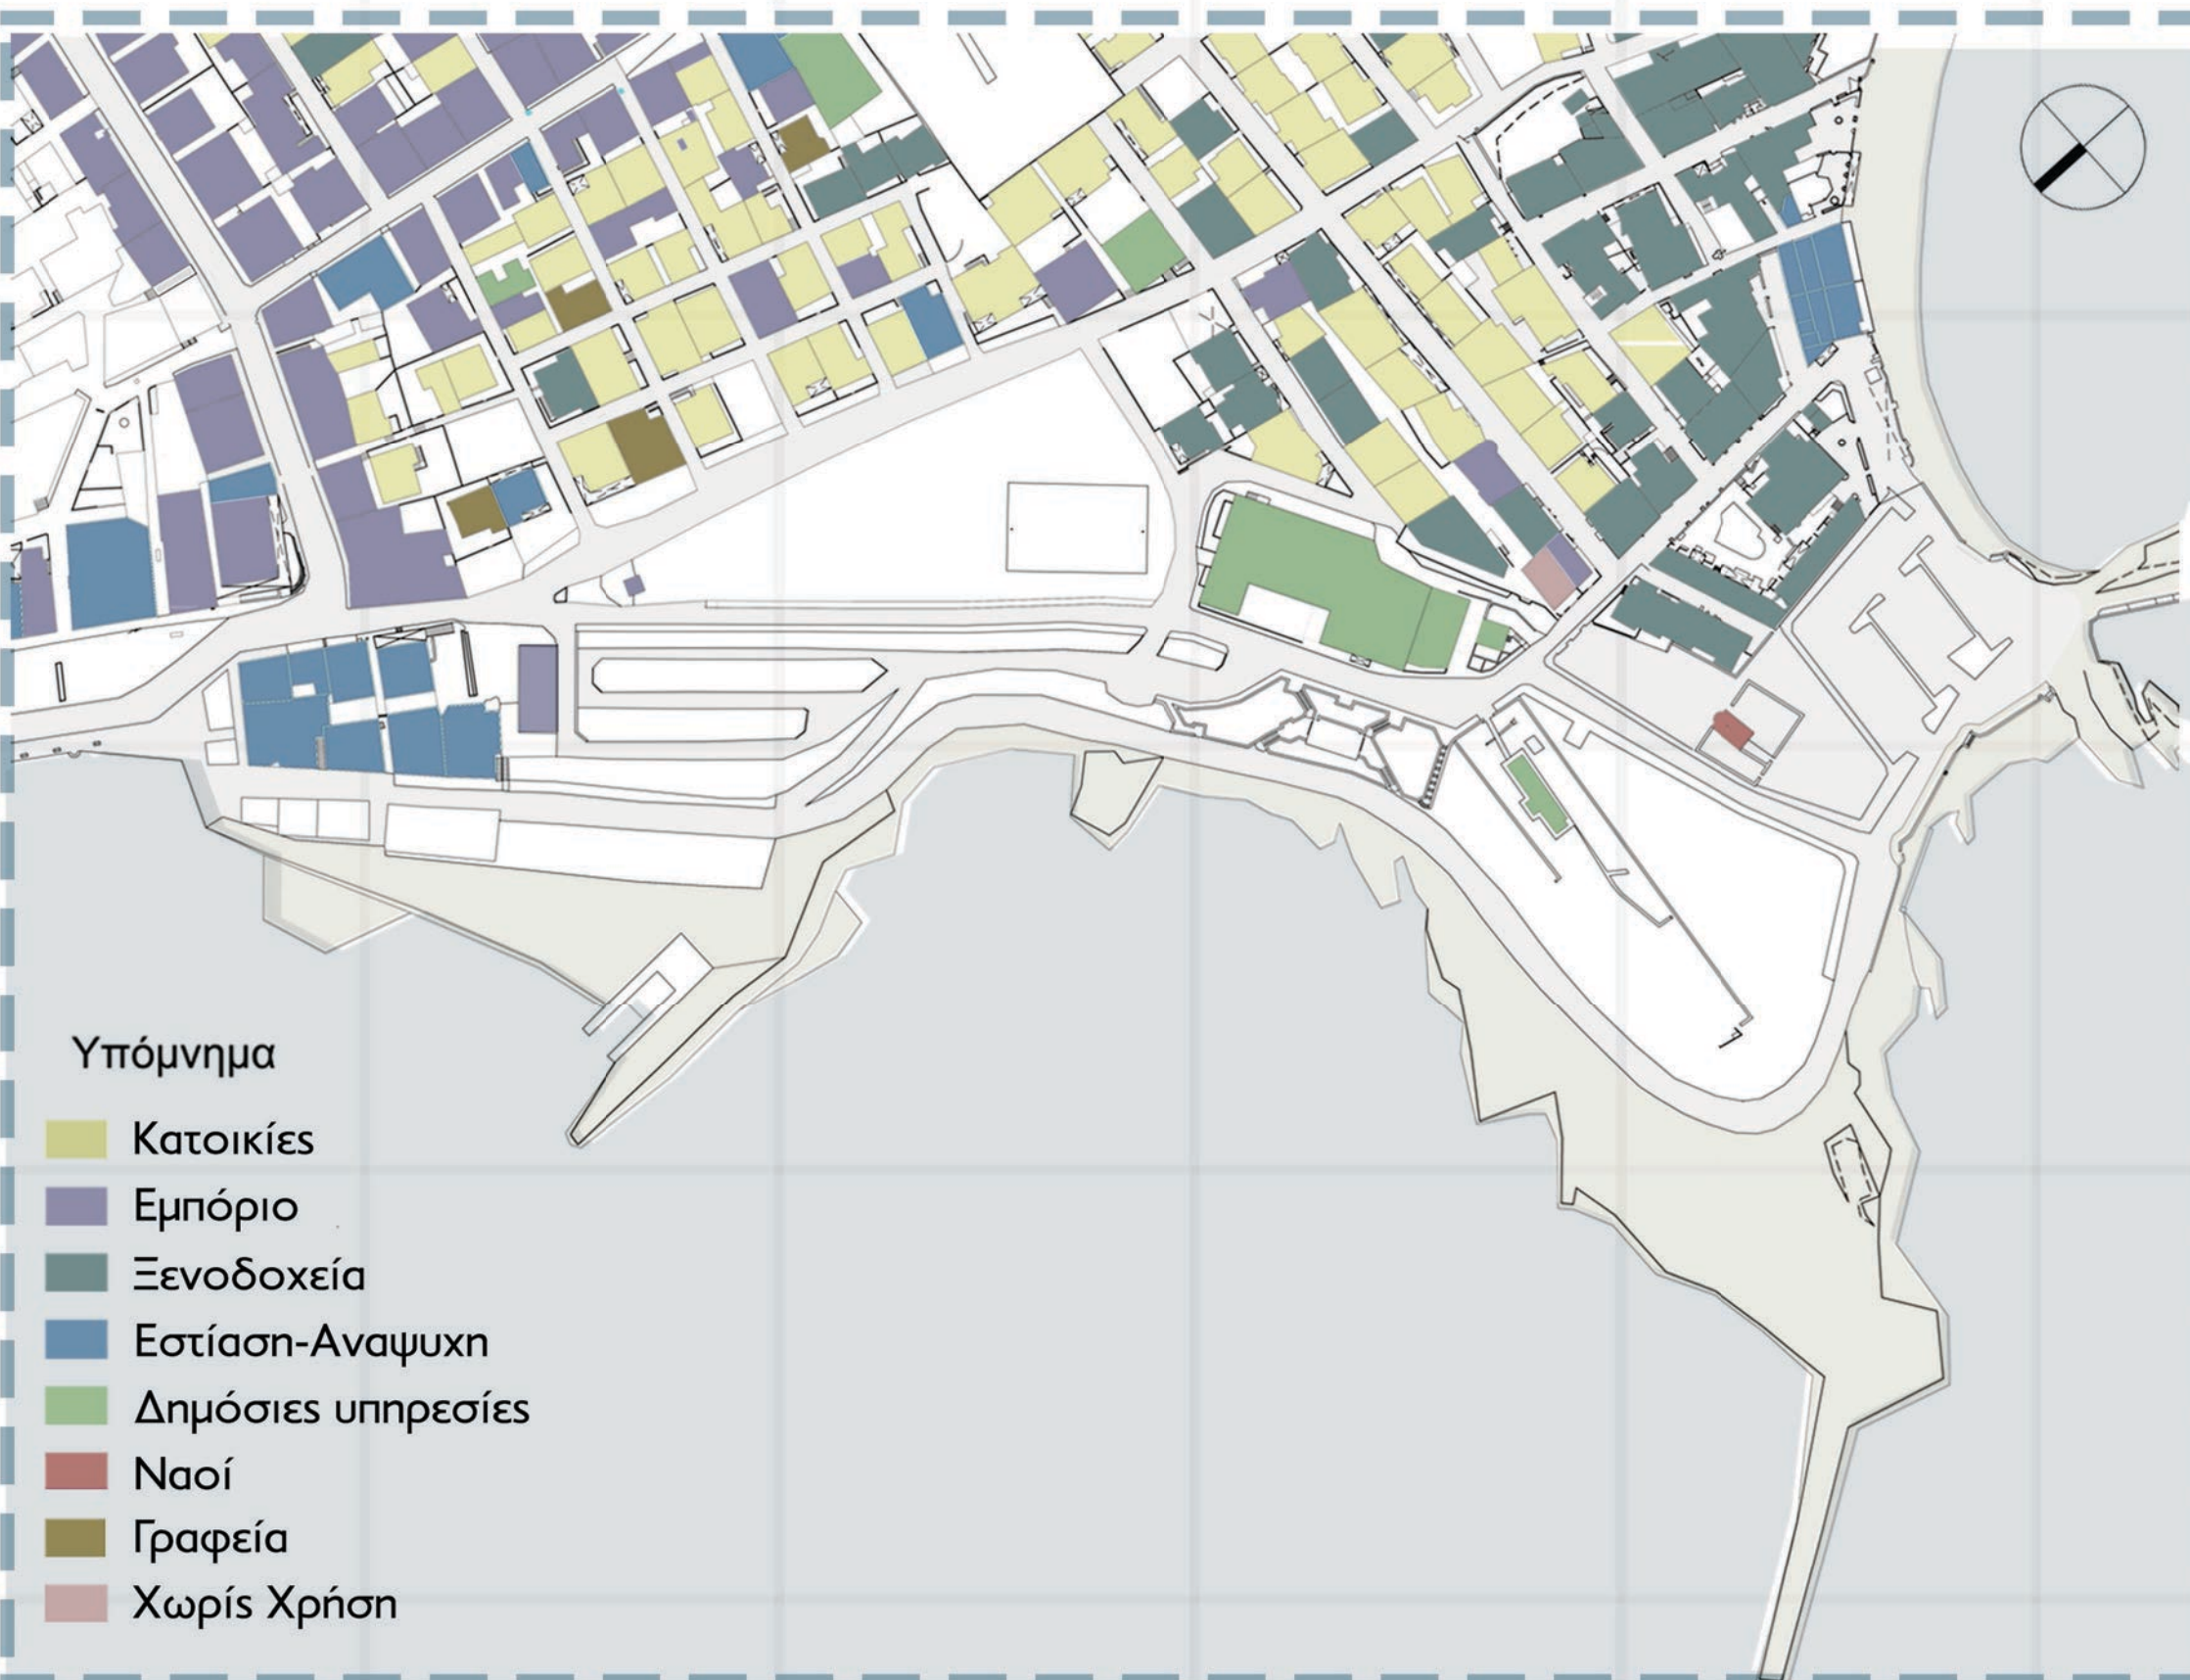 Υπόμνημα
Κατοικίες
Εμπόριο
Ξενοδοχεία
Εστίαση-Αναψυχη
Δημόσιες υπηρεσίες
Ναοί
Γραφεία
Χωρίς Χρήση